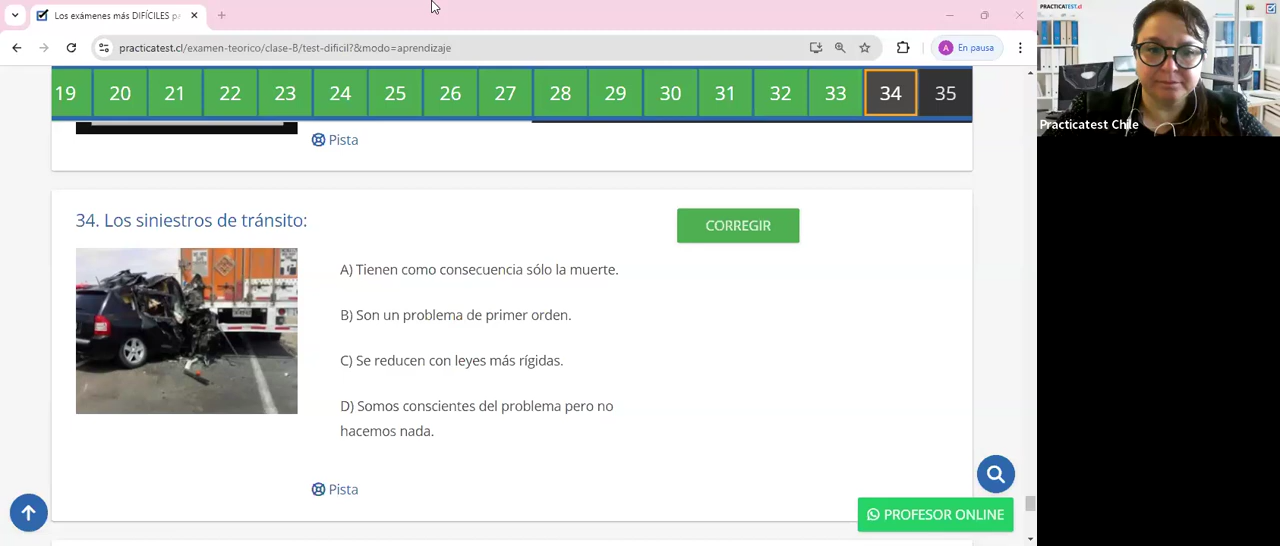 Los exámenes más DIFÍCILES pa
practicatest.cl/examen-teorico/clase-B/test-dificil?&modo=aprendizaje
A
En pausa
19 20 21 22 23 24 25 26 27 28 29 30 31 32 33 34 35
Pista
34. Los siniestros de tránsito:
CORREGIR
A) Tienen como consecuencia sólo la muerte.
B) Son un problema de primer orden.
C) Se reducen con leyes más rígidas.
D) Somos conscientes del problema pero no
hacemos nada.
Pista
PROFESOR ONLINE
PRACTICATEST.cl
Practicatest Chile